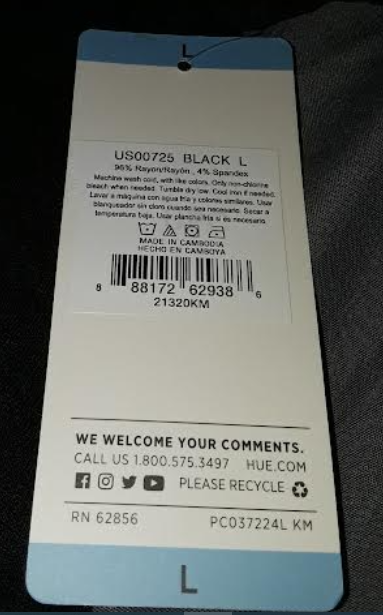 L
US00725 BLACK L
96% Rayon/Rayón, 4% Spandex
Machine wash cold, with like colors. Only non-chlorine
bleach when needed. Tumble dry low. Cool iron if needed.
Lavar a máquina con agua fría y colores similares. Usar
blanqueador sin cloro cuando sea necesario. Secar a
temperatura baja. Usar plancha fría si es necesario.
MADE IN CAMBODIA
HECHO EN CAMBOYA
8 88172 62938 6
21320KM
WE WELCOME YOUR COMMENTS.
CALL US 1.800.575.3497 HUE.COM
PLEASE RECYCLE
RN 62856 PC037224L KM
L